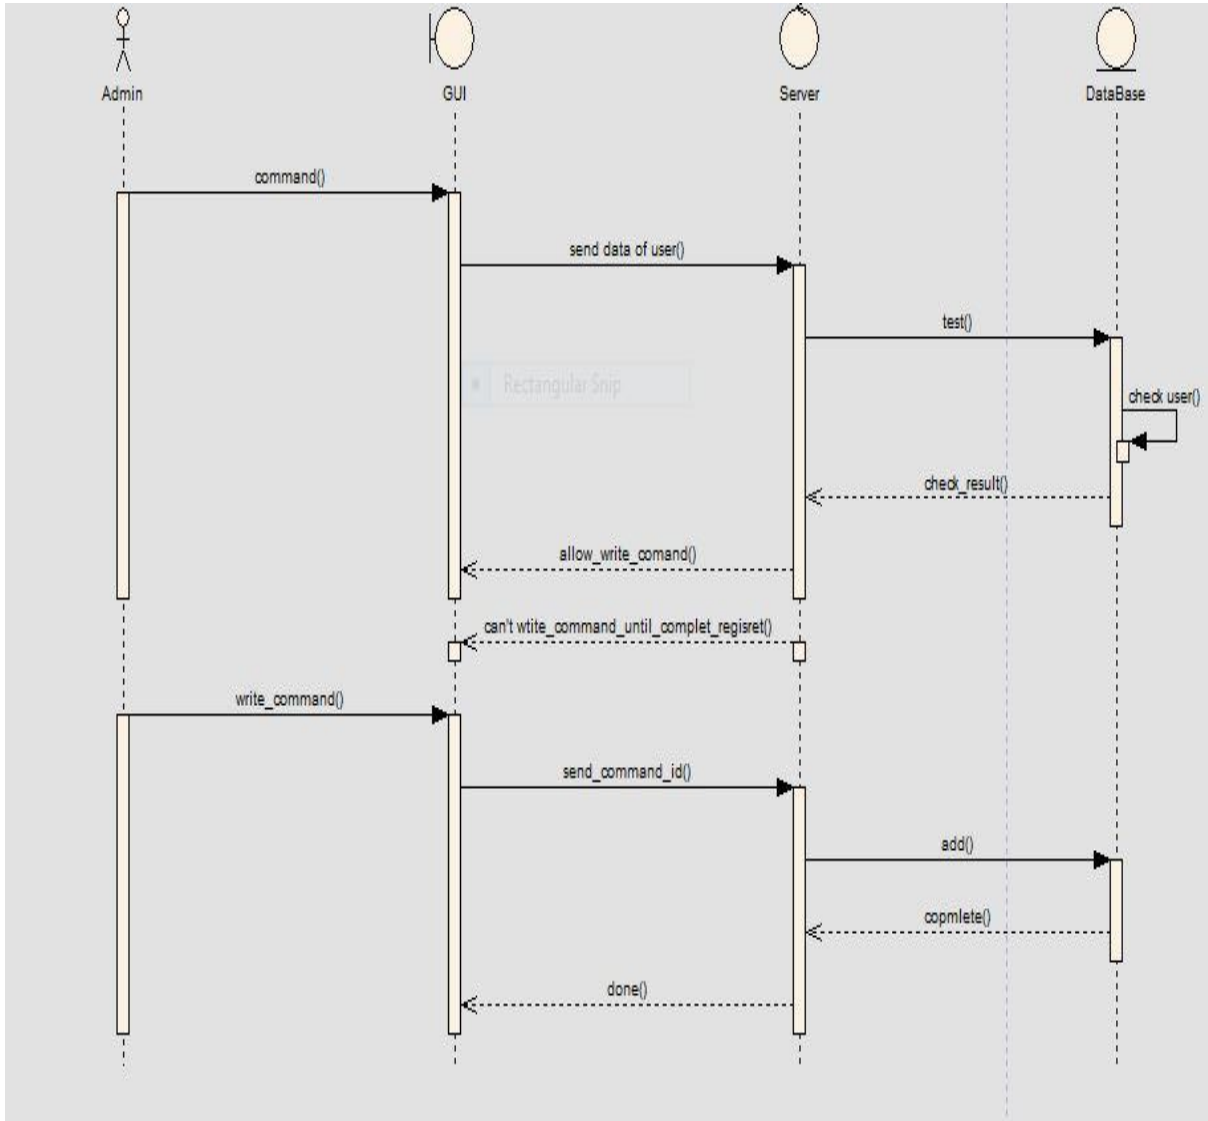 Admin
GUI
Server
DataBase
command()
send data of user()
test()
Rectangular Snip
check user()
check_result()
allow_write_comand()
can't wtite_command_until_complet_regisret()
write_command()
send_command_id()
add()
copmlete()
done()